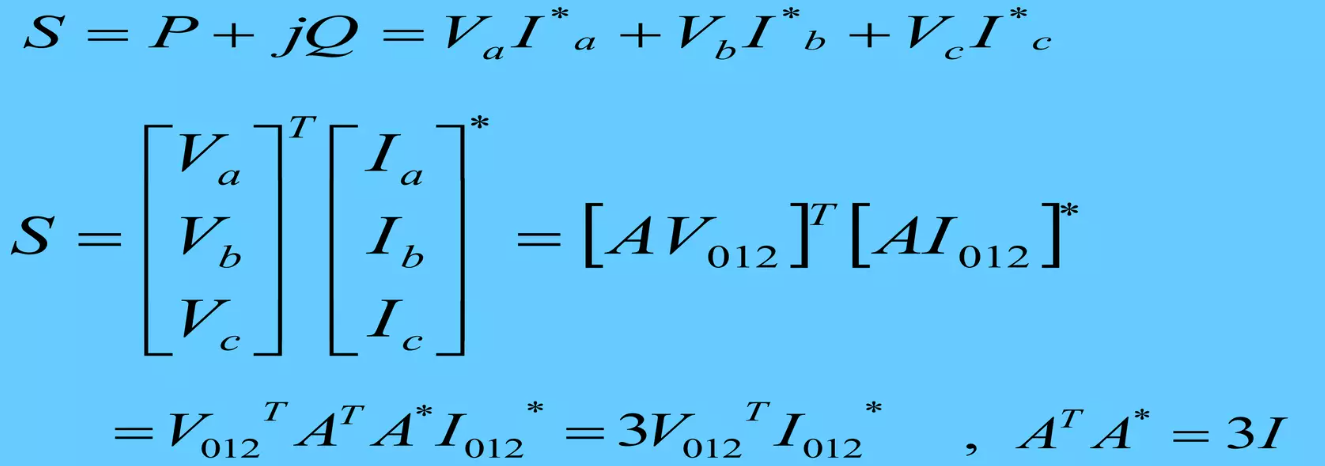 S = P + jQ = V_a I^*_a + V_b I^*_b + V_c I^*_c
S = [V_a V_b V_c]^T [I_a I_b I_c]^* = [AV_012]^T [AI_012]^*
= V_012^T A^T A^* I_012^* = 3V_012^T I_012^* , A^T A^* = 3I